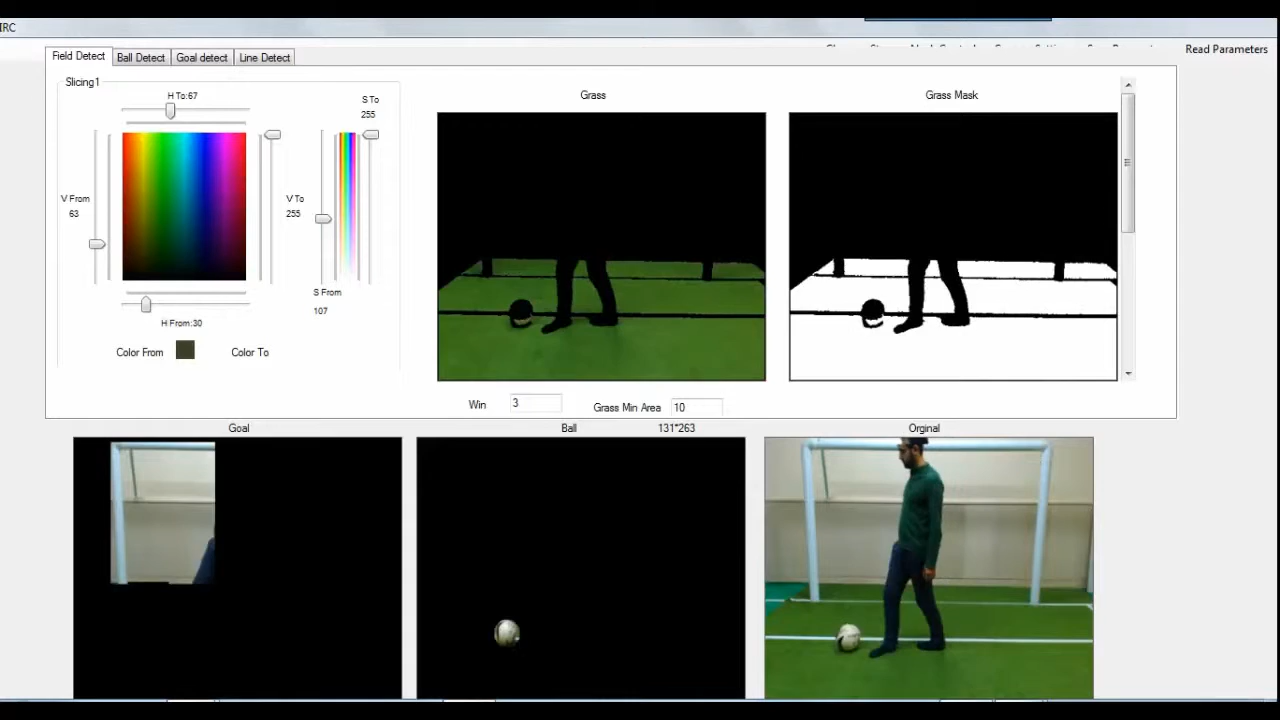 IRC
Read Parameters
Field Detect Ball Detect Goal detect Line Detect
Slicing1
H To:67
S To
255
V From
63
V To
255
S From
107
H From:30
Color From Color To
Grass
Grass Mask
Win 3 Grass Min Area 10
Goal Ball 131*263 Orginal